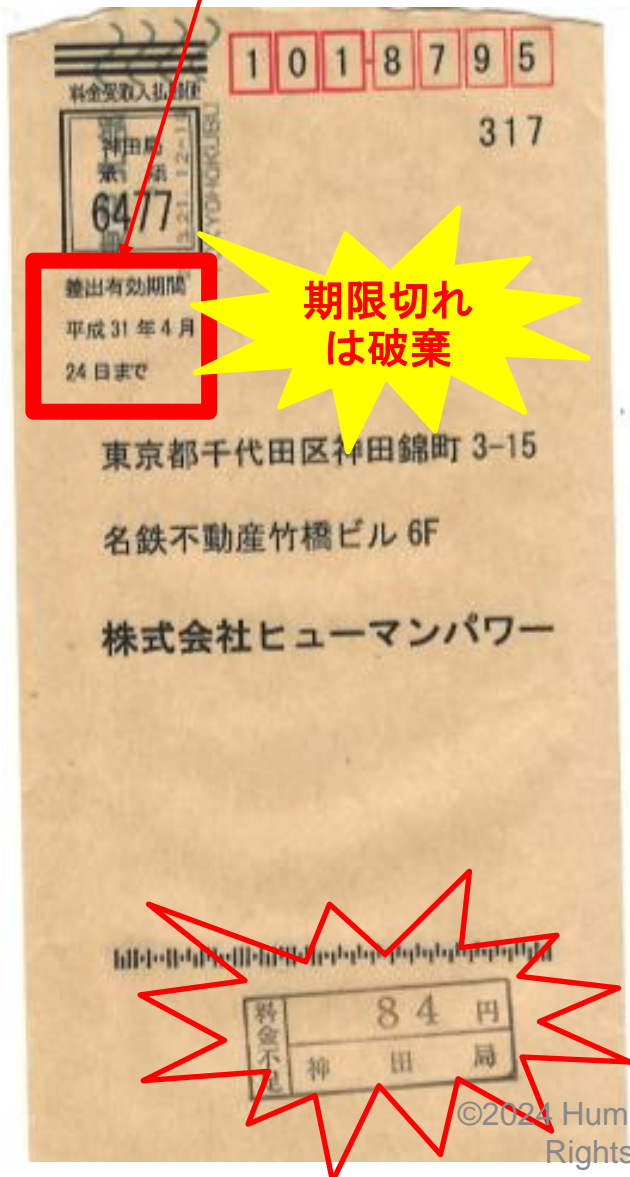 101-8795
料金受取人払郵便
317
神田局
承認
6477
差出有効期間
平成31年4月
24日まで
期限切れ
は破棄
東京都千代田区神田錦町 3-15
名鉄不動産竹橋ビル 6F
株式会社ヒューマンパワー
料金不足
84円
神田局
©2024 Hum
Rights